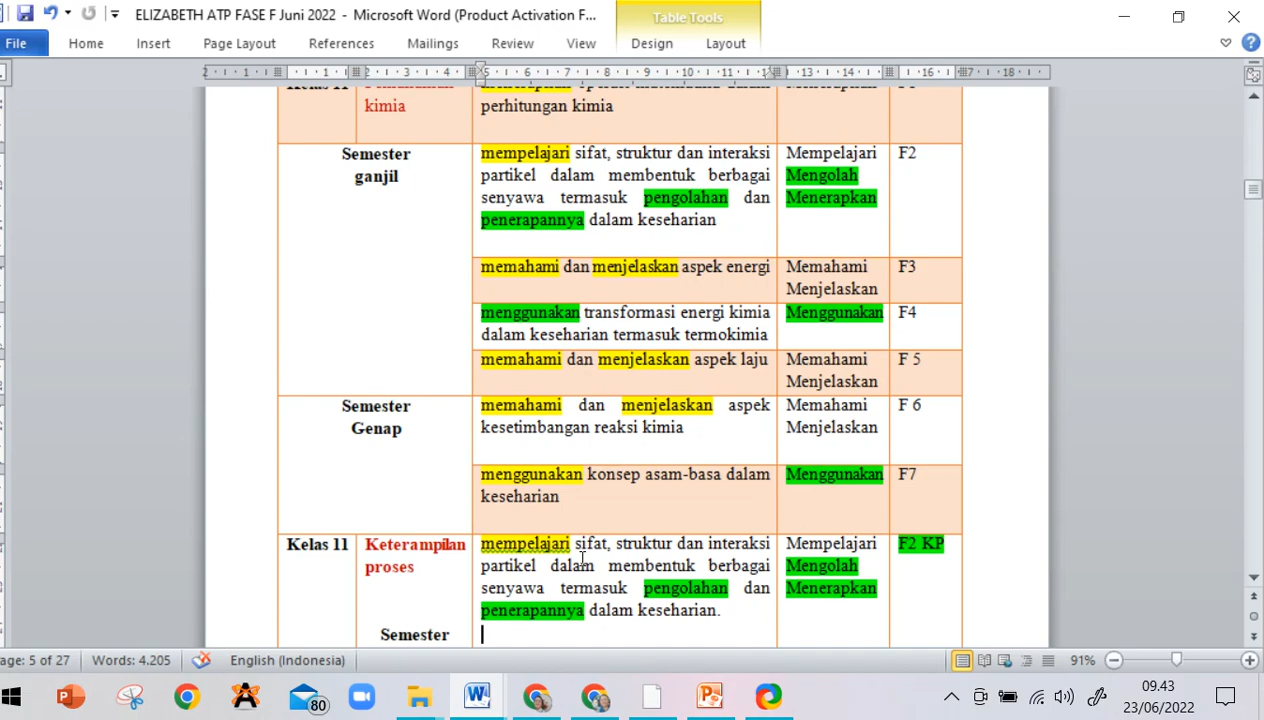 ELIZABETH ATP FASE F Juni 2022 - Microsoft Word (Product Activation F...
Table Tools
File Home Insert Page Layout References Mailings Review View Design Layout
perhitungan kimia
kimia
Semester
ganjil
mempelajari sifat, struktur dan interaksi
partikel dalam membentuk berbagai
senyawa termasuk pengolahan dan
penerapannya dalam keseharian
Mempelajari
Mengolah
Menerapkan
F2
memahami dan menjelaskan aspek energi
Memahami
Menjelaskan
F3
menggunakan transformasi energi kimia
dalam keseharian termasuk termokimia
Menggunakan
F4
memahami dan menjelaskan aspek laju
Memahami
Menjelaskan
F 5
Semester
Genap
memahami dan menjelaskan aspek
kesetimbangan reaksi kimia
Memahami
Menjelaskan
F 6
menggunakan konsep asam-basa dalam
keseharian
Menggunakan
F7
Kelas 11
Keterampilan
proses
Semester
mempelajari sifat, struktur dan interaksi
partikel dalam membentuk berbagai
senyawa termasuk pengolahan dan
penerapannya dalam keseharian.
Mempelajari
Mengolah
Menerapkan
F2 KP
age: 5 of 27 Words: 4.205 English (Indonesia) 91%
80
09.43
23/06/2022